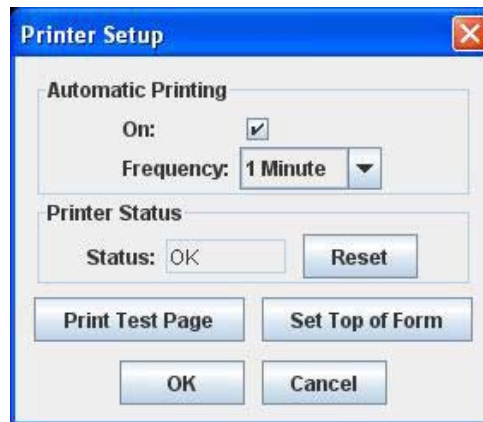 Printer Setup
Automatic Printing
On:
Frequency: 1 Minute
Printer Status
Status: OK Reset
Print Test Page Set Top of Form
OK Cancel